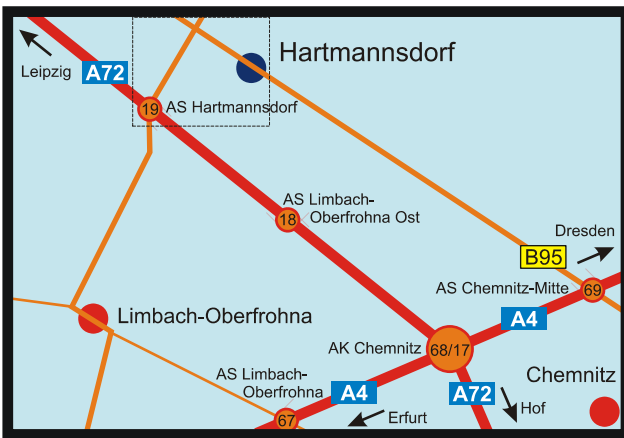 Hartmannsdorf
Leipzig
A72
19
AS Hartmannsdorf
AS Limbach-
Oberfrohna Ost
18
Dresden
B95
AS Chemnitz-Mitte
69
Limbach-Oberfrohna
A4
AK Chemnitz
68/17
AS Limbach-
Oberfrohna
Chemnitz
A4
A72
67
Erfurt
Hof